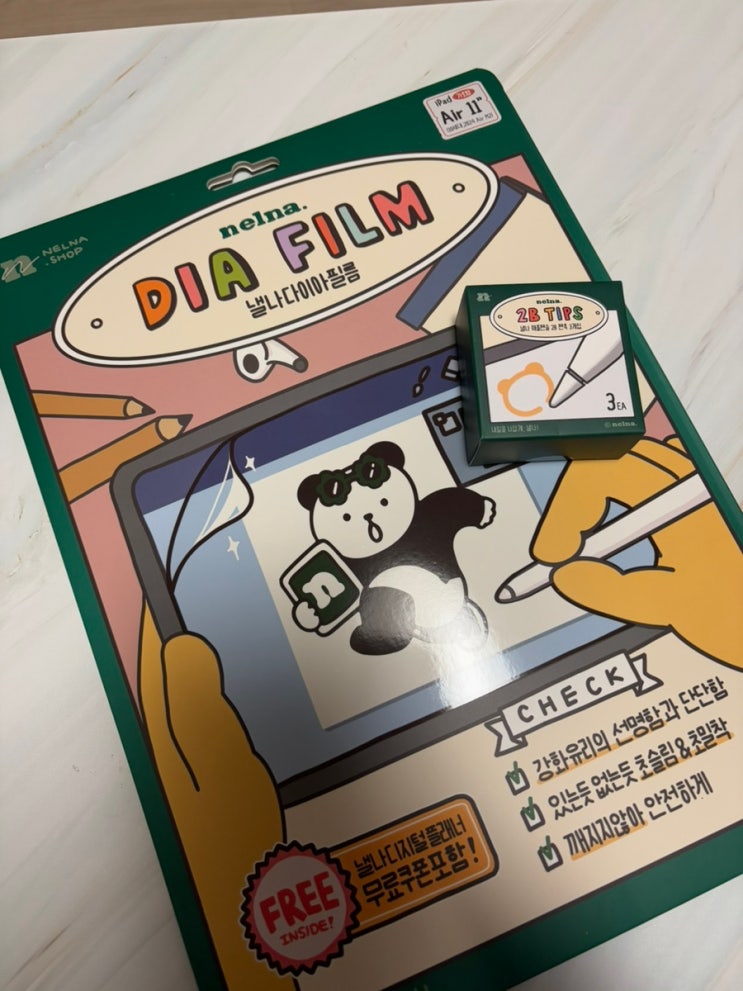 iPad
Air 11"
NELNA
.SHOP
nelna.
DIA FILM
낼나다이아필름
nelna.
2B TIPS
3EA
© nelna.
n
CHECK
강화유리의 선명함과 단단함
있는듯 없는듯 초슬림&초밀착
깨지지않아 안전하게
낼나디지털플래너
무료쿠폰포함!
FREE
INSIDE!